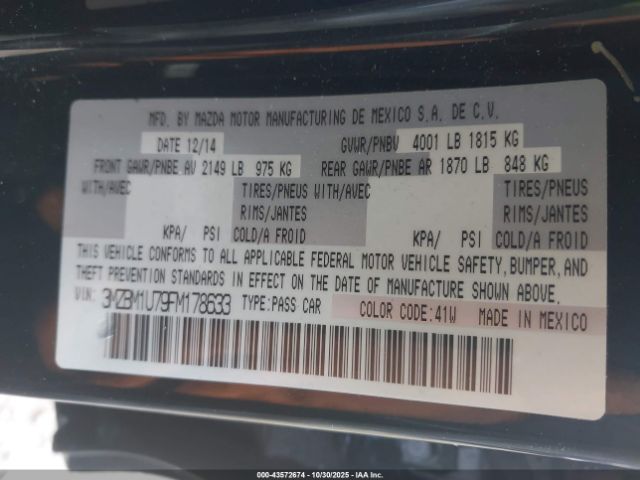 MFD. BY MAZDA MOTOR MANUFACTURING DE MEXICO S.A. DE C.V.
DATE 12/14 GVWR/PNBV 4001 LB 1815 KG
FRONT GAWR/PNBE AV 2149 LB 975 KG REAR GAWR/PNBE AR 1870 LB 848 KG
WITH/AVEC TIRES/PNEUS WITH/AVEC TIRES/PNEUS
RIMS/JANTES RIMS/JANTES
KPA/ PSI COLD/A FROID KPA/ PSI COLD/A FROID
THIS VEHICLE CONFORMS TO ALL APPLICABLE FEDERAL MOTOR VEHICLE SAFETY, BUMPER, AND
THEFT PREVENTION STANDARDS IN EFFECT ON THE DATE OF MANUFACTURE SHOWN ABOVE.
VIN: 3MZBM1U79FM178633 TYPE:PASS CAR COLOR CODE:41W MADE IN MEXICO
000-43572674 | 10/30/2025 | IAA Inc.